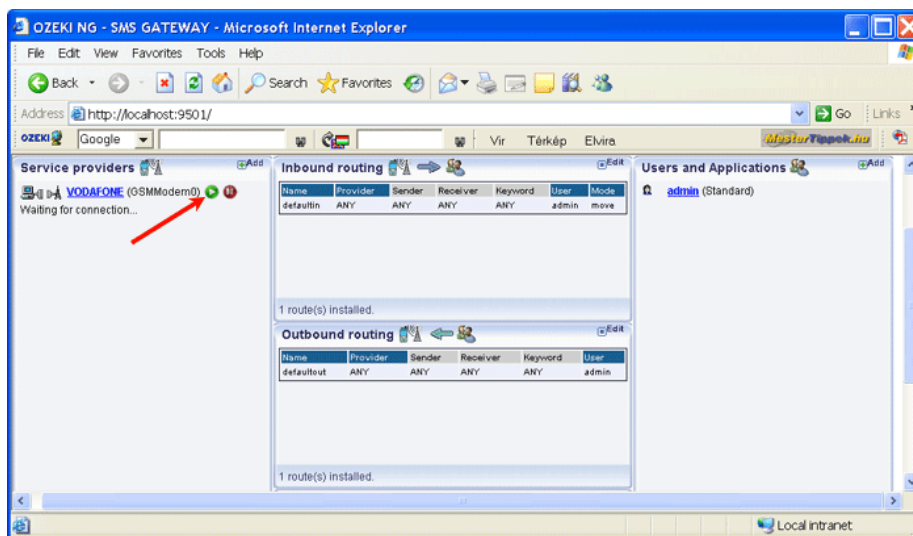 OZEKI NG - SMS GATEWAY - Microsoft Internet Explorer
File Edit View Favorites Tools Help
Back Search Favorites
Address http://localhost:9501/ Go Links
OZEKI Google Vir Térkép Elvira MasterTippek.hu
Service providers Add
VODAFONE (GSMModem0)
Waiting for connection...
Inbound routing Edit
Name Provider Sender Receiver Keyword User Mode
defaultin ANY ANY ANY ANY admin move
1 route(s) installed.
Outbound routing Edit
Name Provider Sender Receiver Keyword User
defaultout ANY ANY ANY ANY admin
1 route(s) installed.
Users and Applications Add
admin (Standard)
Local intranet